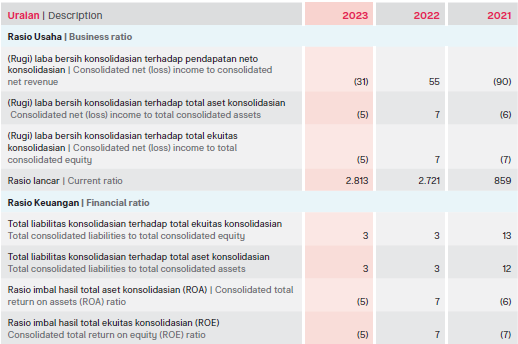 Uraian | Description 2023 2022 2021
Rasio Usaha | Business ratio
(Rugi) laba bersih konsolidasian terhadap pendapatan neto
konsolidasian | Consolidated net (loss) income to consolidated
net revenue (31) 55 (90)
(Rugi) laba bersih konsolidasian terhadap total aset konsolidasian
Consolidated net (loss) income to total consolidated assets (5) 7 (6)
(Rugi) laba bersih konsolidasian terhadap total ekuitas
konsolidasian | Consolidated net (loss) income to total
consolidated equity (5) 7 (7)
Rasio lancar | Current ratio 2.813 2.721 859
Rasio Keuangan | Financial ratio
Total liabilitas konsolidasian terhadap total ekuitas konsolidasian
Total consolidated liabilities to total consolidated equity 3 3 13
Total liabilitas konsolidasian terhadap total aset konsolidasian
Total consolidated liabilities to total consolidated assets 3 3 12
Rasio imbal hasil total aset konsolidasian (ROA) | Consolidated total
return on assets (ROA) ratio (5) 7 (6)
Rasio imbal hasil total ekuitas konsolidasian (ROE)
Consolidated total return on equity (ROE) ratio (5) 7 (7)